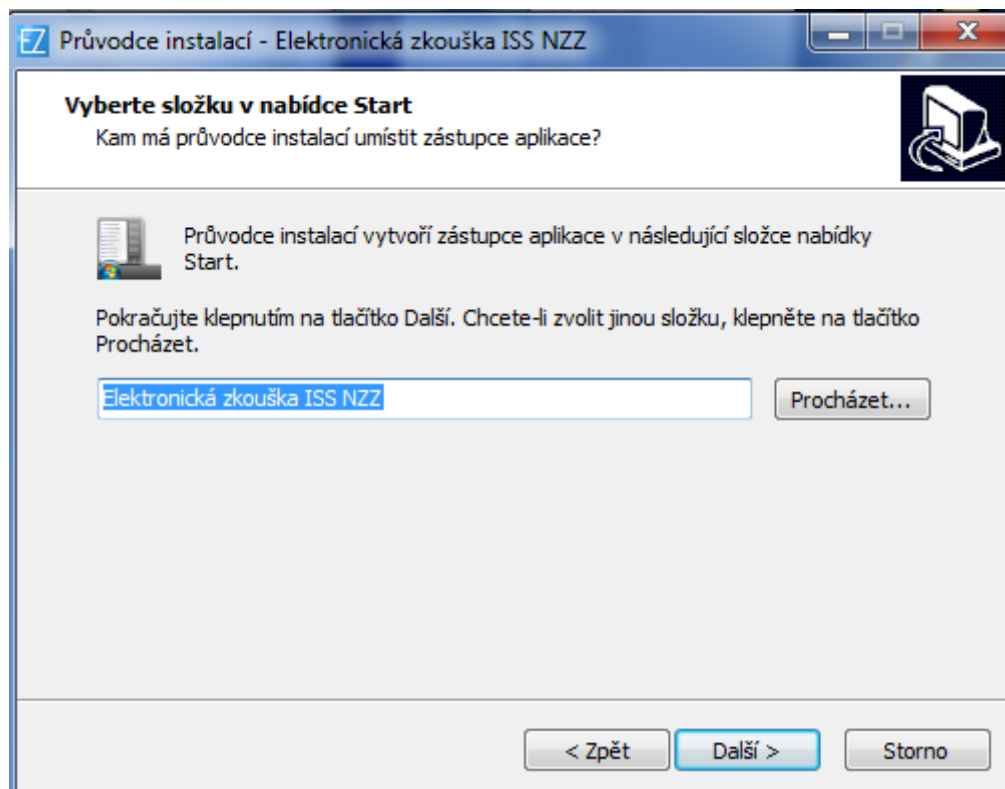 EZ Průvodce instalací - Elektronická zkouška ISS NZZ
Vyberte složku v nabídce Start
Kam má průvodce instalací umístit zástupce aplikace?
Průvodce instalací vytvoří zástupce aplikace v následující složce nabídky
Start.
Pokračujte klepnutím na tlačítko Další. Chcete-li zvolit jinou složku, klepněte na tlačítko
Procházet.
Elektronická zkouška ISS NZZ
Procházet...
< Zpět
Další >
Storno